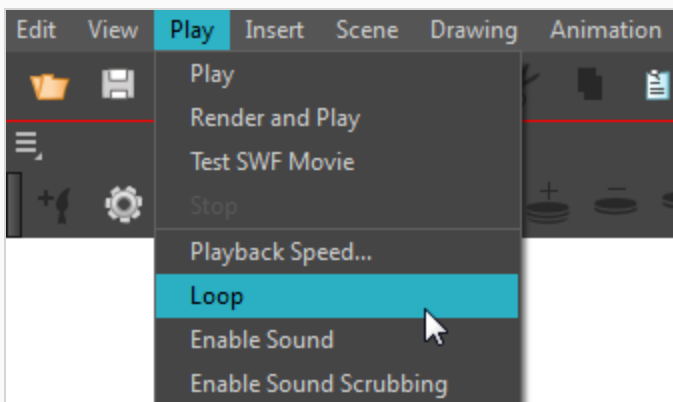 Edit View Play Insert Scene Drawing Animation
Play
Render and Play
Test SWF Movie
Stop
Playback Speed...
Loop
Enable Sound
Enable Sound Scrubbing